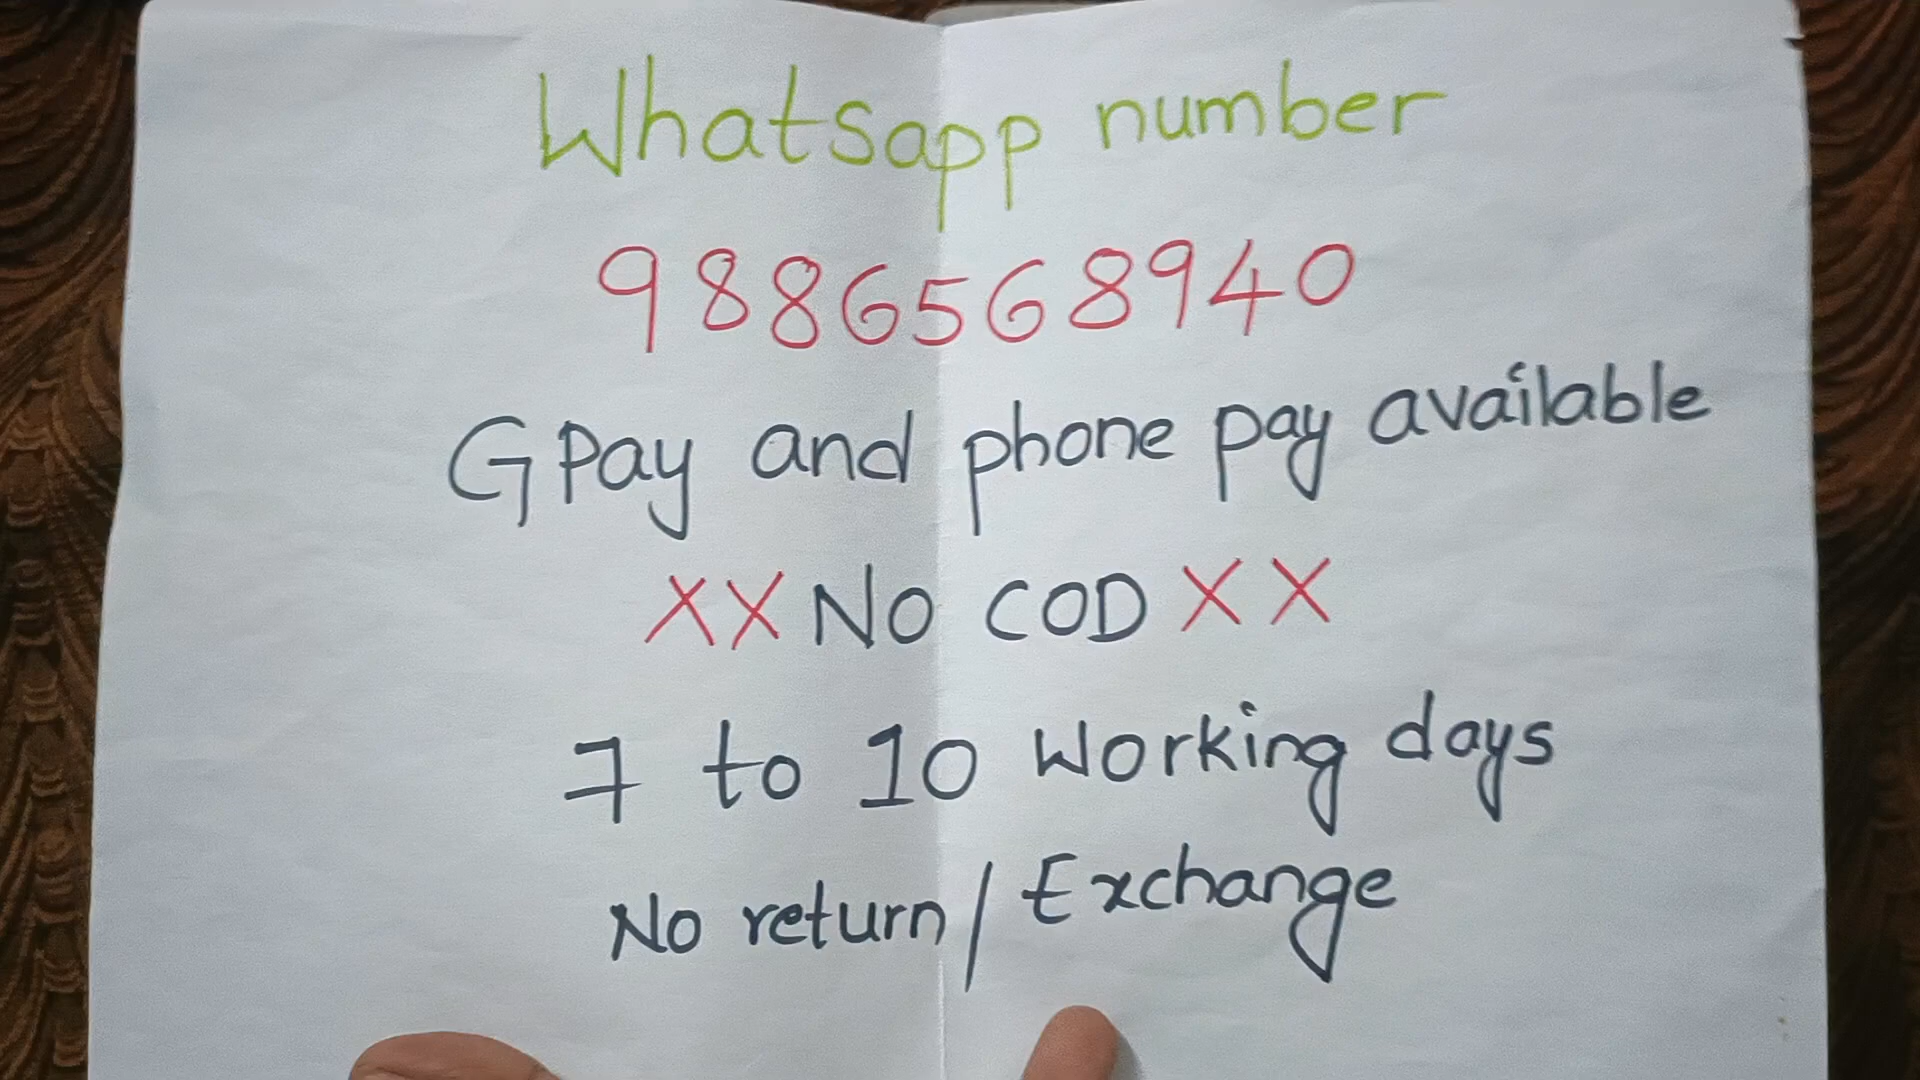 Whatsapp number
9886568940
GPay and phone pay available
XX NO COD XX
7 to 10 working days
No return / Exchange